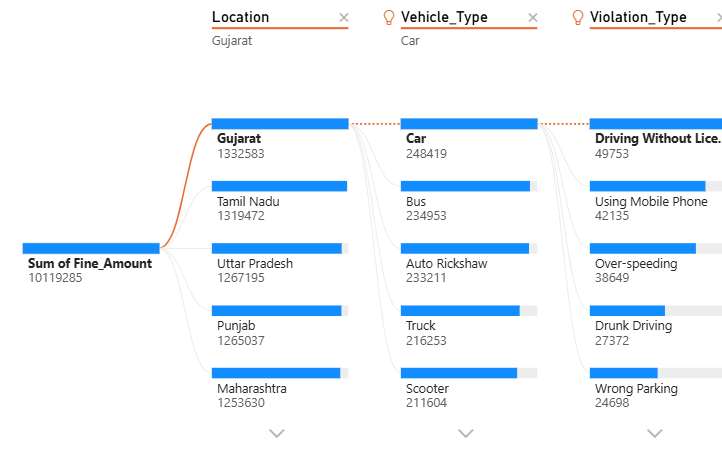 Location
Vehicle_Type
Violation_Type
Gujarat
Car
Gujarat
1332583
Tamil Nadu
1319472
Sum of Fine_Amount
10119285
Uttar Pradesh
1267195
Punjab
1265037
Maharashtra
1253630
Car
248419
Bus
234953
Auto Rickshaw
233211
Truck
216253
Scooter
211604
Driving Without Lice.
49753
Using Mobile Phone
42135
Over-speeding
38649
Drunk Driving
27372
Wrong Parking
24698